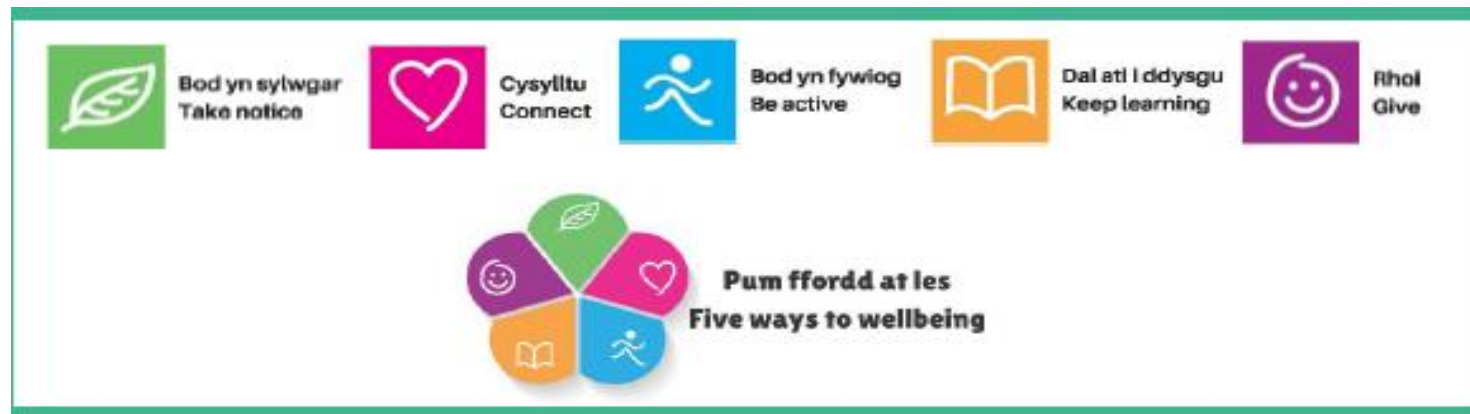 Bod yn sylwgar
Take notice
Cysylltu
Connect
Bod yn fywiog
Be active
Dal ati i ddysgu
Keep learning
Rhoi
Give
Pum ffordd at les
Five ways to wellbeing